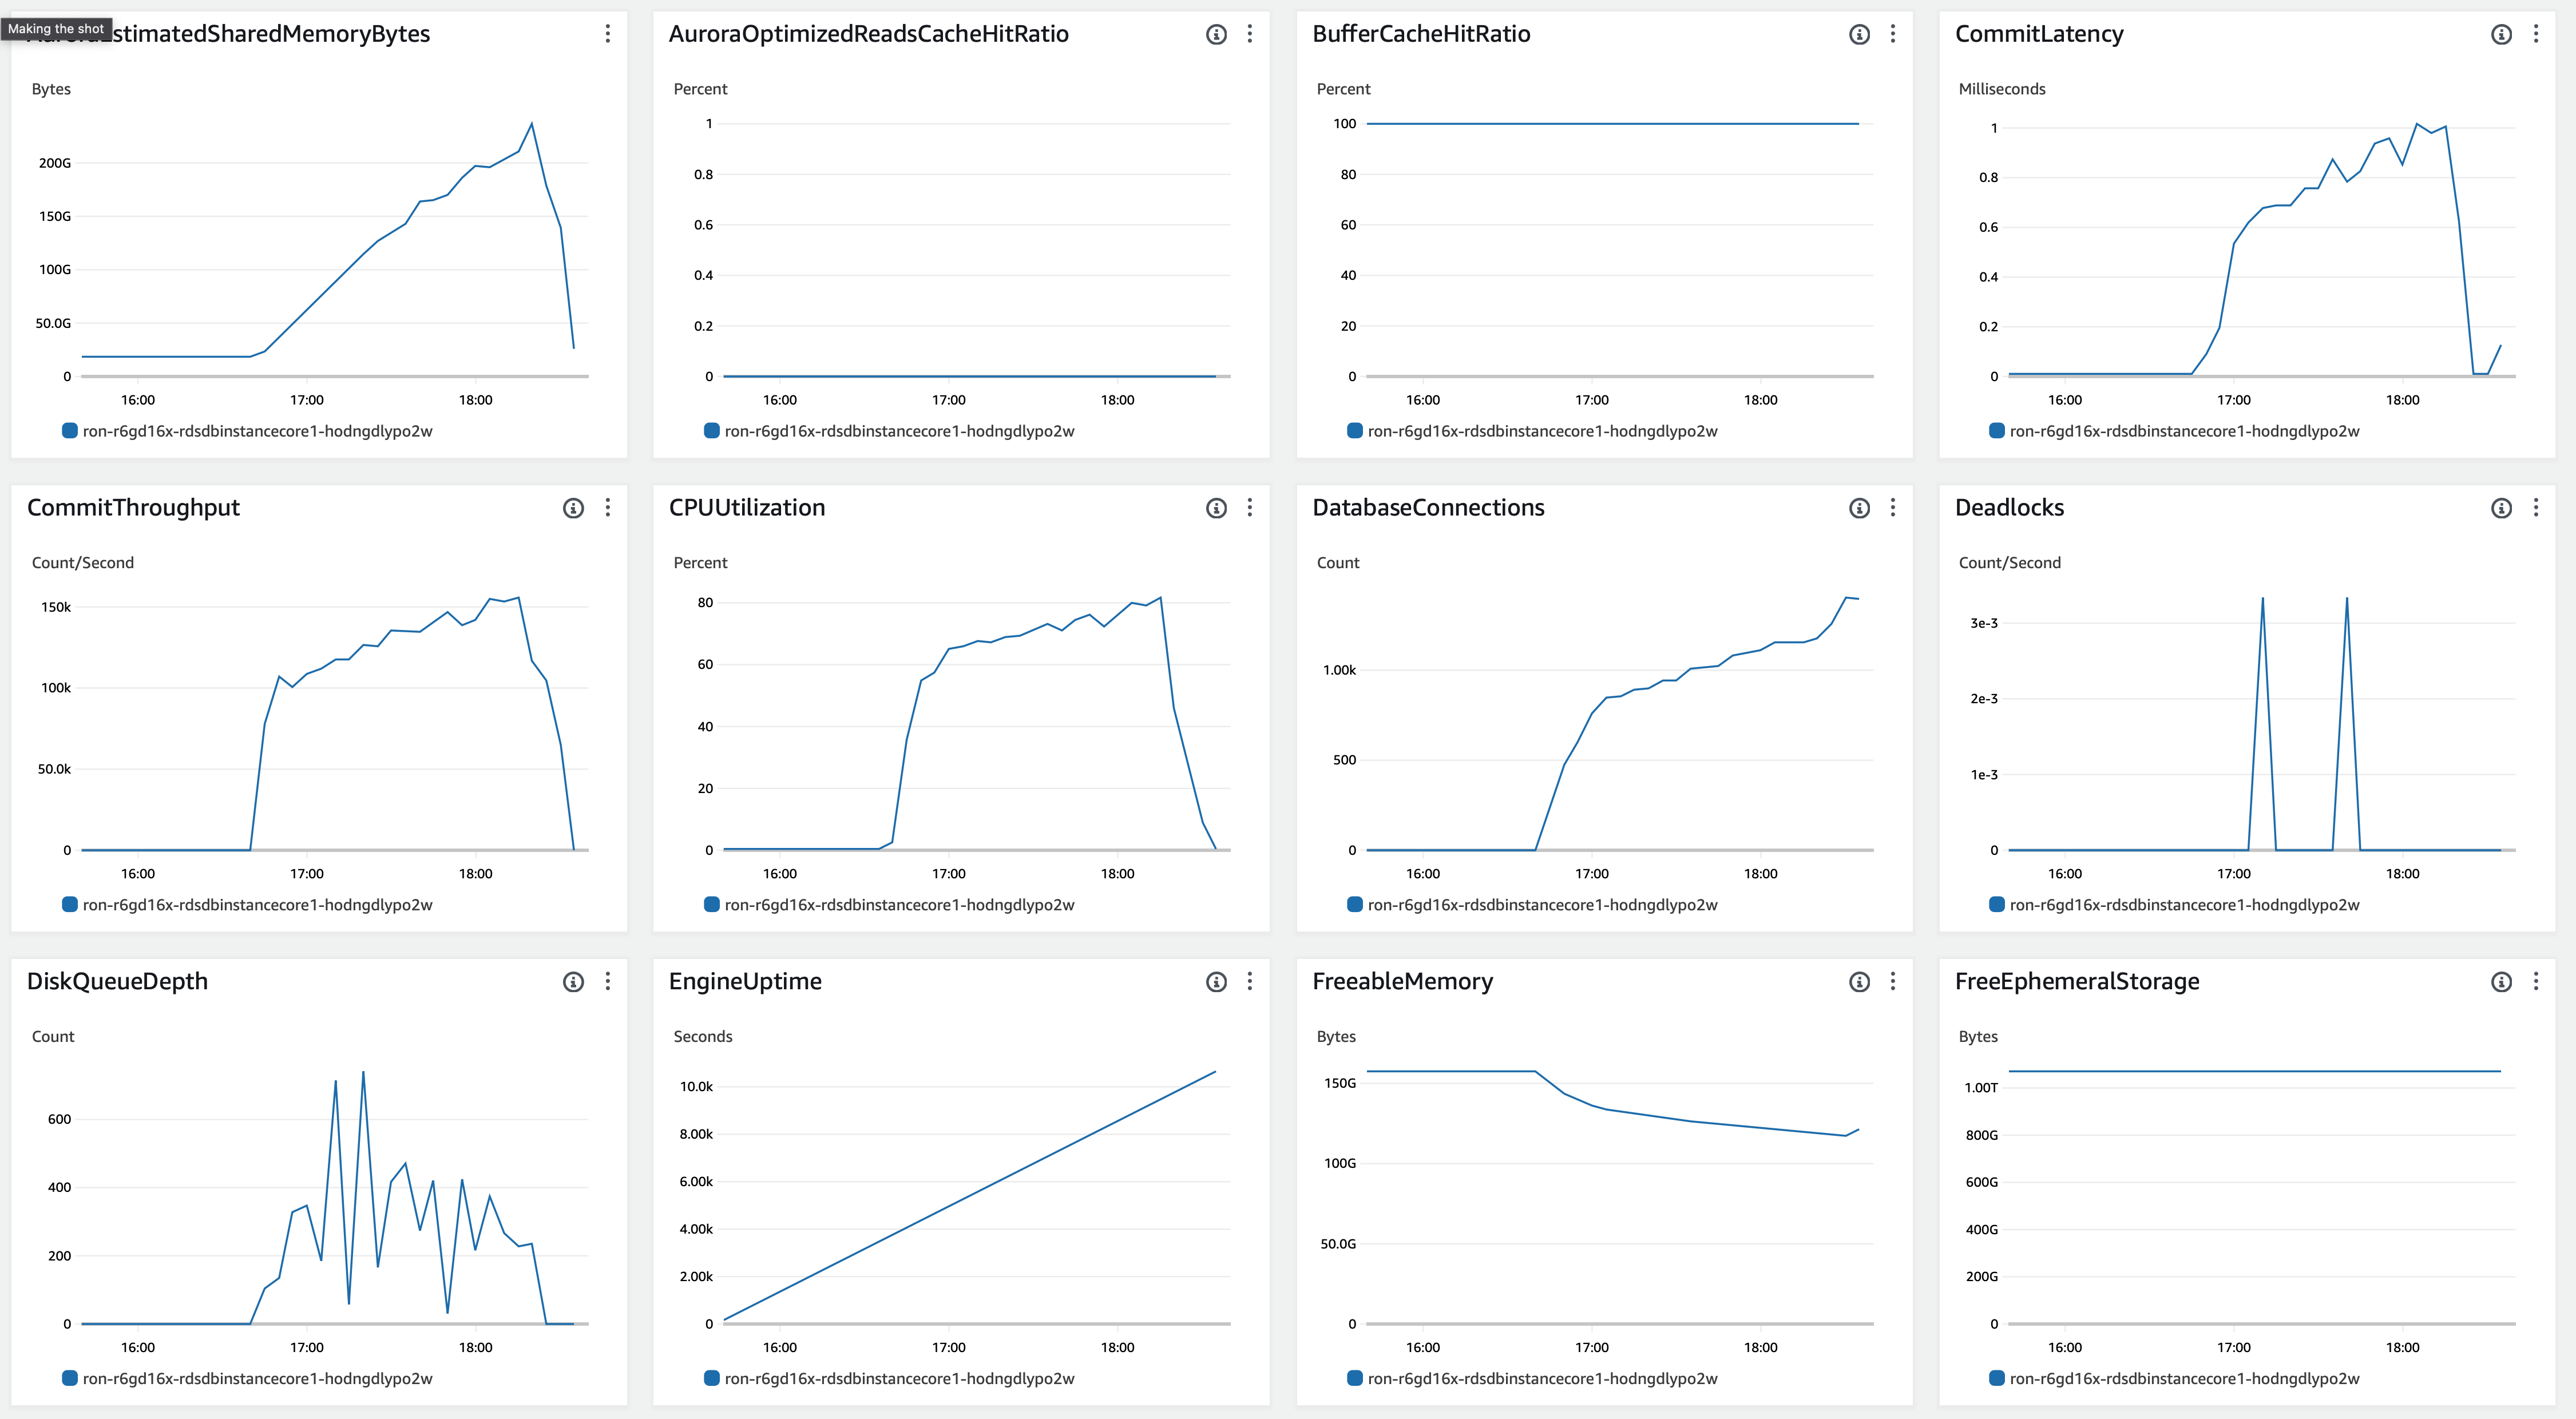 Making the shot
stimatedSharedMemoryBytes
Bytes
200G
150G
100G
50.0G
0
16:00 17:00 18:00
ron-r6gd16x-rdsdbinstancecore1-hodngdlypo2w
AuroraOptimizedReadsCacheHitRatio
Percent
1
0.8
0.6
0.4
0.2
0
16:00 17:00 18:00
ron-r6gd16x-rdsdbinstancecore1-hodngdlypo2w
BufferCacheHitRatio
Percent
100
80
60
40
20
0
16:00 17:00 18:00
ron-r6gd16x-rdsdbinstancecore1-hodngdlypo2w
CommitLatency
Milliseconds
1
0.8
0.6
0.4
0.2
0
16:00 17:00 18:00
ron-r6gd16x-rdsdbinstancecore1-hodngdlypo2w
CommitThroughput
Count/Second
150k
100k
50.0k
0
16:00 17:00 18:00
ron-r6gd16x-rdsdbinstancecore1-hodngdlypo2w
CPUUtilization
Percent
80
60
40
20
0
16:00 17:00 18:00
ron-r6gd16x-rdsdbinstancecore1-hodngdlypo2w
DatabaseConnections
Count
1.00k
500
0
16:00 17:00 18:00
ron-r6gd16x-rdsdbinstancecore1-hodngdlypo2w
Deadlocks
Count/Second
3e-3
2e-3
1e-3
0
16:00 17:00 18:00
ron-r6gd16x-rdsdbinstancecore1-hodngdlypo2w
DiskQueueDepth
Count
600
400
200
0
16:00 17:00 18:00
ron-r6gd16x-rdsdbinstancecore1-hodngdlypo2w
EngineUptime
Seconds
10.0k
8.00k
6.00k
4.00k
2.00k
0
16:00 17:00 18:00
ron-r6gd16x-rdsdbinstancecore1-hodngdlypo2w
FreeableMemory
Bytes
150G
100G
50.0G
0
16:00 17:00 18:00
ron-r6gd16x-rdsdbinstancecore1-hodngdlypo2w
FreeEphemeralStorage
Bytes
1.00T
800G
600G
400G
200G
0
16:00 17:00 18:00
ron-r6gd16x-rdsdbinstancecore1-hodngdlypo2w